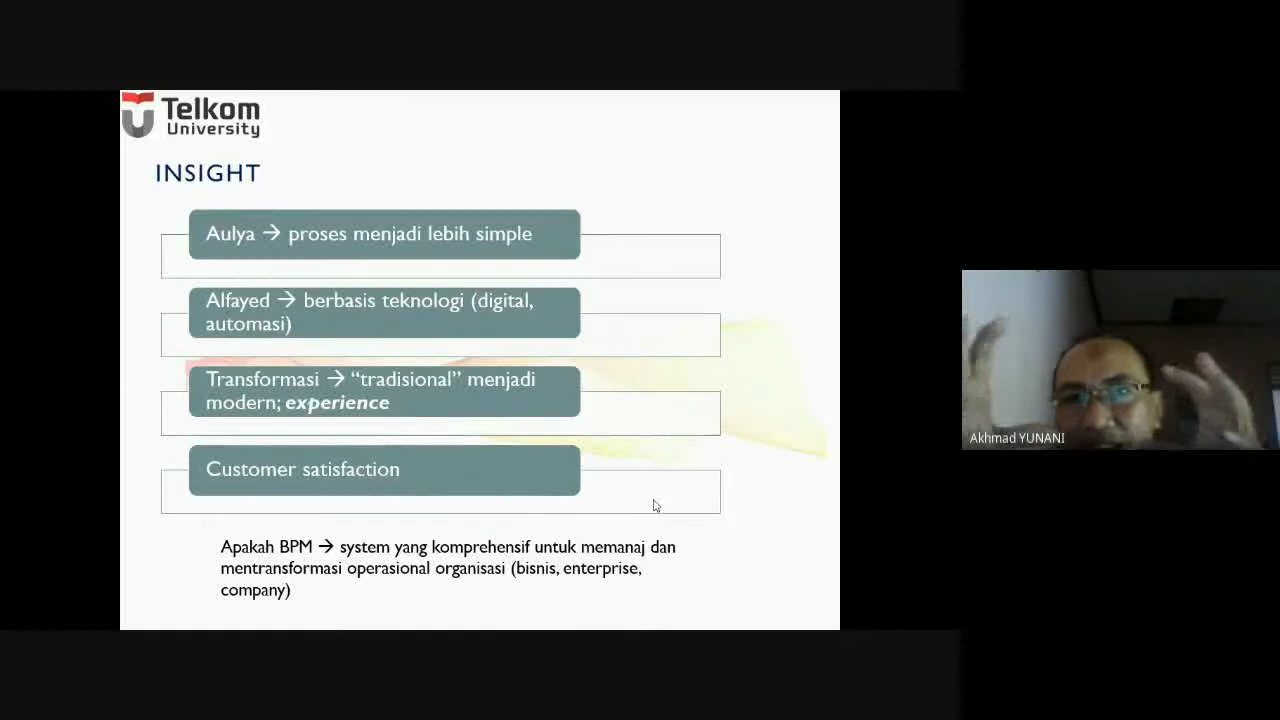 Telkom
University
INSIGHT
Aulya → proses menjadi lebih simple
Alfayed → berbasis teknologi (digital,
automasi)
Transformasi → “tradisional” menjadi
modern; experience
Customer satisfaction
Apakah BPM → system yang komprehensif untuk memanaj dan
mentransformasi operasional organisasi (bisnis, enterprise,
company)
Akhmad YUNANI